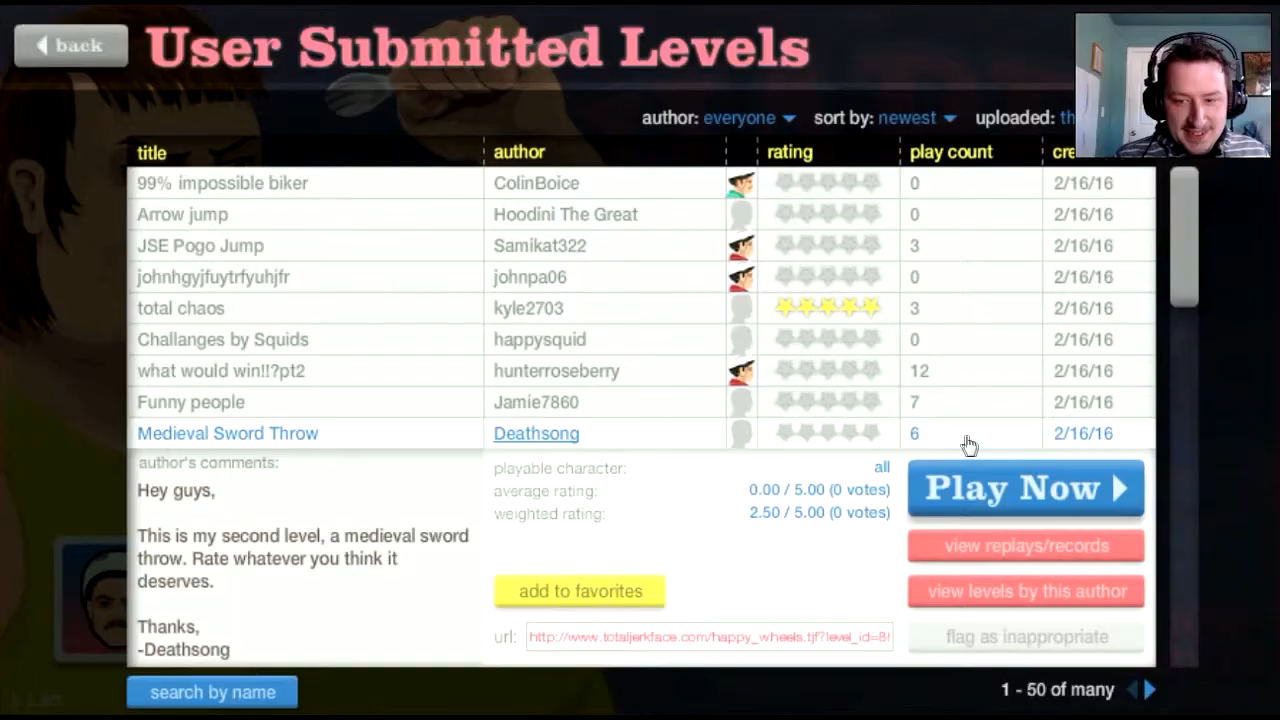 back
User Submitted Levels
author: everyone sort by: newest uploaded: th
title author rating play count cre
99% impossible biker ColinBoice 0 2/16/16
Arrow jump Hoodini The Great 0 2/16/16
JSE Pogo Jump Samikat322 3 2/16/16
johnhgyjfuytrfyuhjfr johnpa06 0 2/16/16
total chaos kyle2703 3 2/16/16
Challanges by Squids happysquid 0 2/16/16
what would win!!?pt2 hunterroseberry 12 2/16/16
Funny people Jamie7860 7 2/16/16
Medieval Sword Throw Deathsong 6 2/16/16
author's comments:
Hey guys,
This is my second level, a medieval sword
throw. Rate whatever you think it
deserves.
Thanks,
-Deathsong
playable character: all
average rating: 0.00 / 5.00 (0 votes)
weighted rating: 2.50 / 5.00 (0 votes)
add to favorites
url: http://www.totaljerkface.com/happy_wheels.tjf?level_id=8
Play Now
view replays/records
view levels by this author
flag as inappropriate
search by name
1 - 50 of many